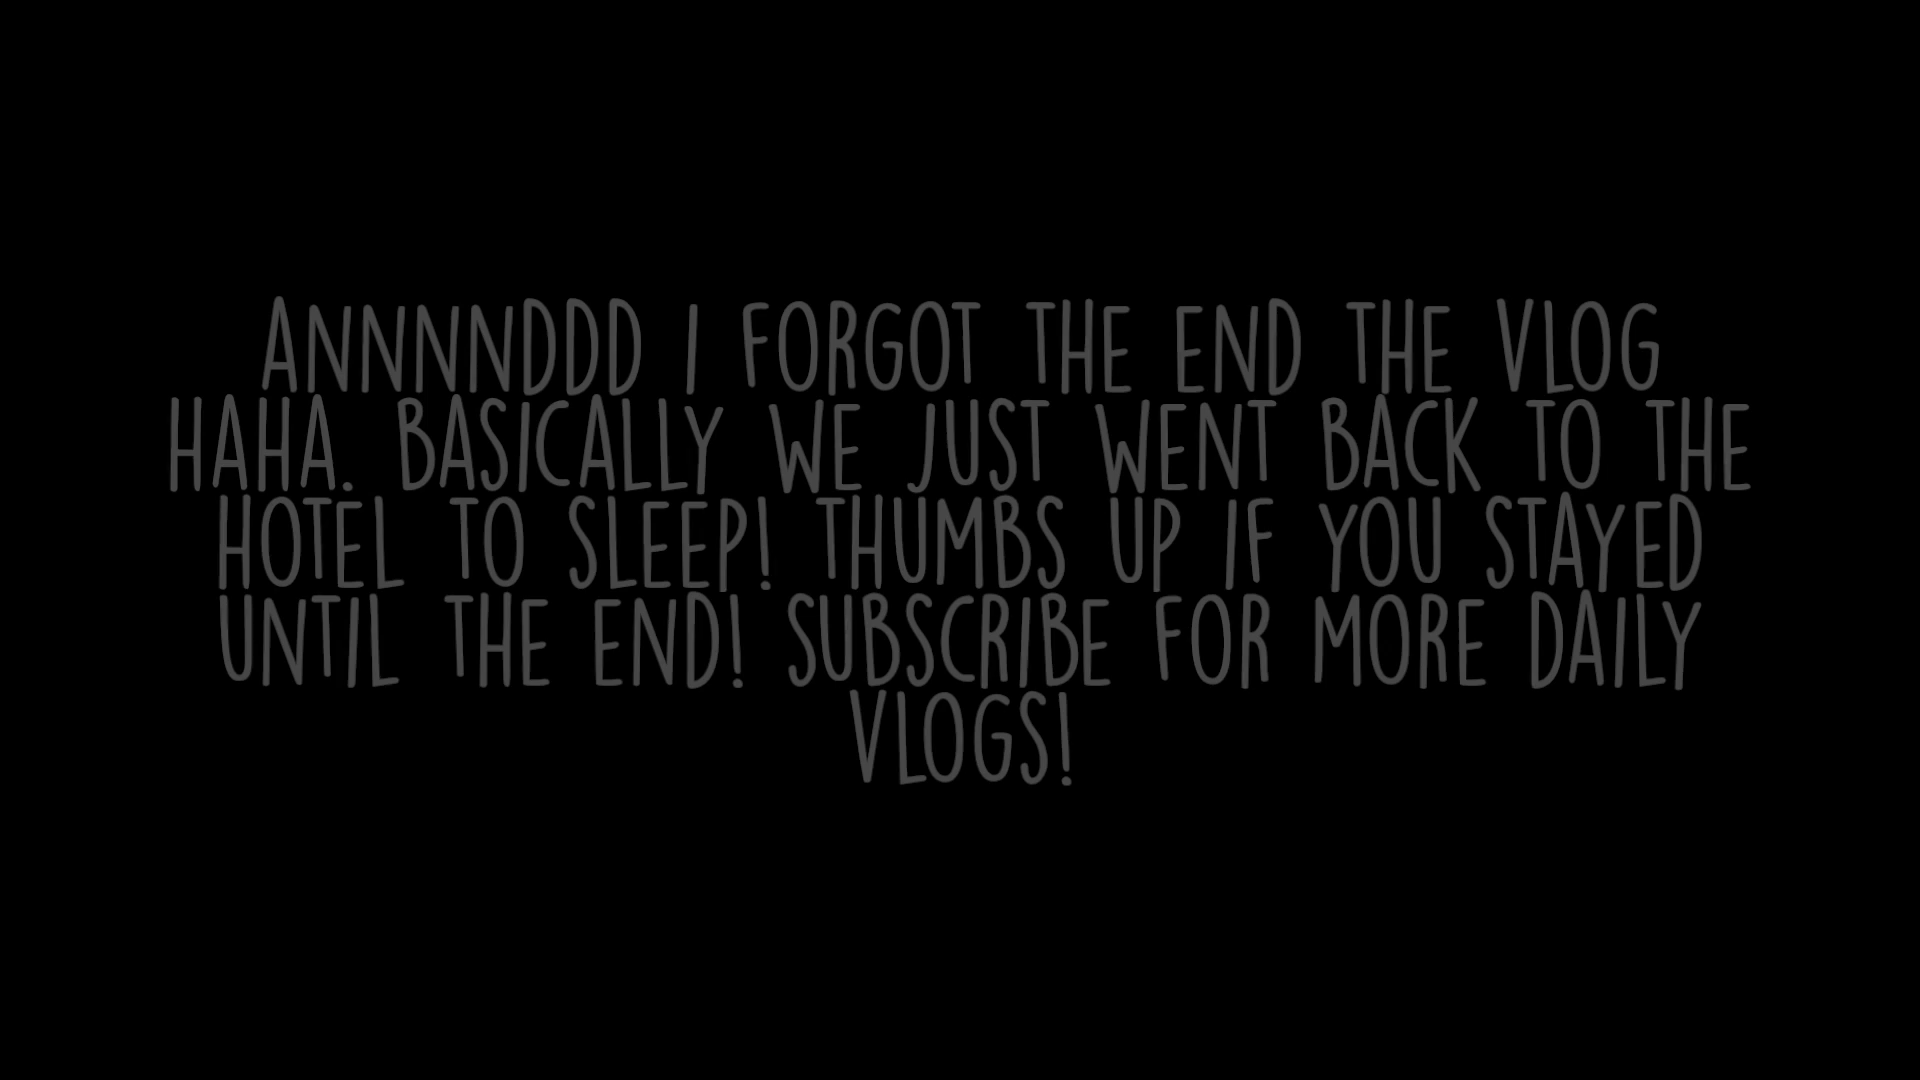 ANNNNDDD I FORGOT THE END THE VLOG
HAHA. BASICALLY WE JUST WENT BACK TO THE
HOTEL TO SLEEP! THUMBS UP IF YOU STAYED
UNTIL THE END! SUBSCRIBE FOR MORE DAILY
VLOGS!